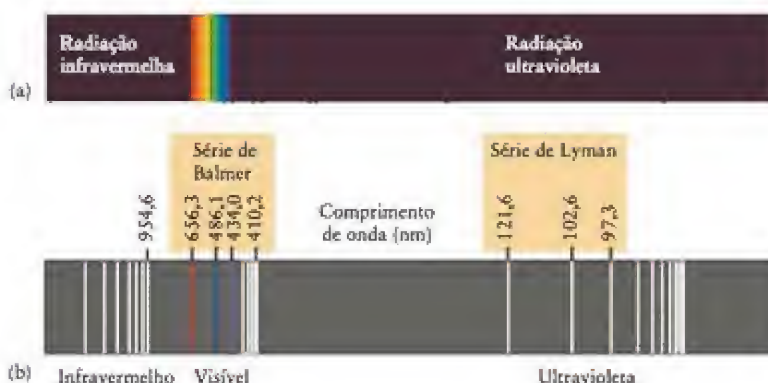 Radiação
infravermelha
Radiação
ultravioleta
(a)
Série de
Balmer
Série de Lyman
954,6
656,3
486,1
434,0
410,2
Comprimento
de onda (nm)
121,6
102,6
97,3
(b)
Infravermelho Visível Ultravioleta